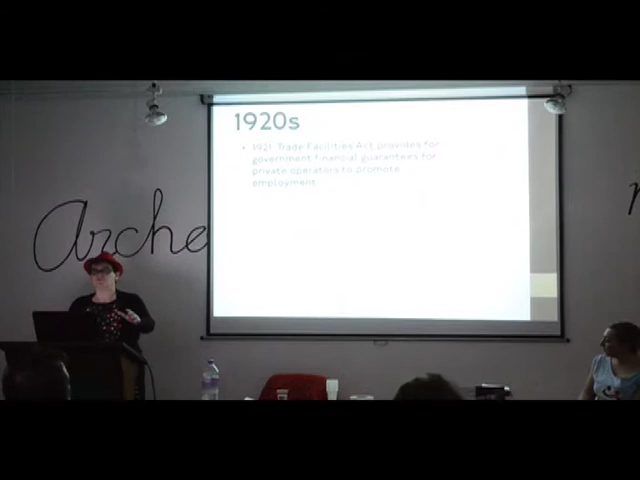 1920s
• 1921 Trade Facilities Act provides for
government financial guarantees for
private operators to promote
employment.
Arche